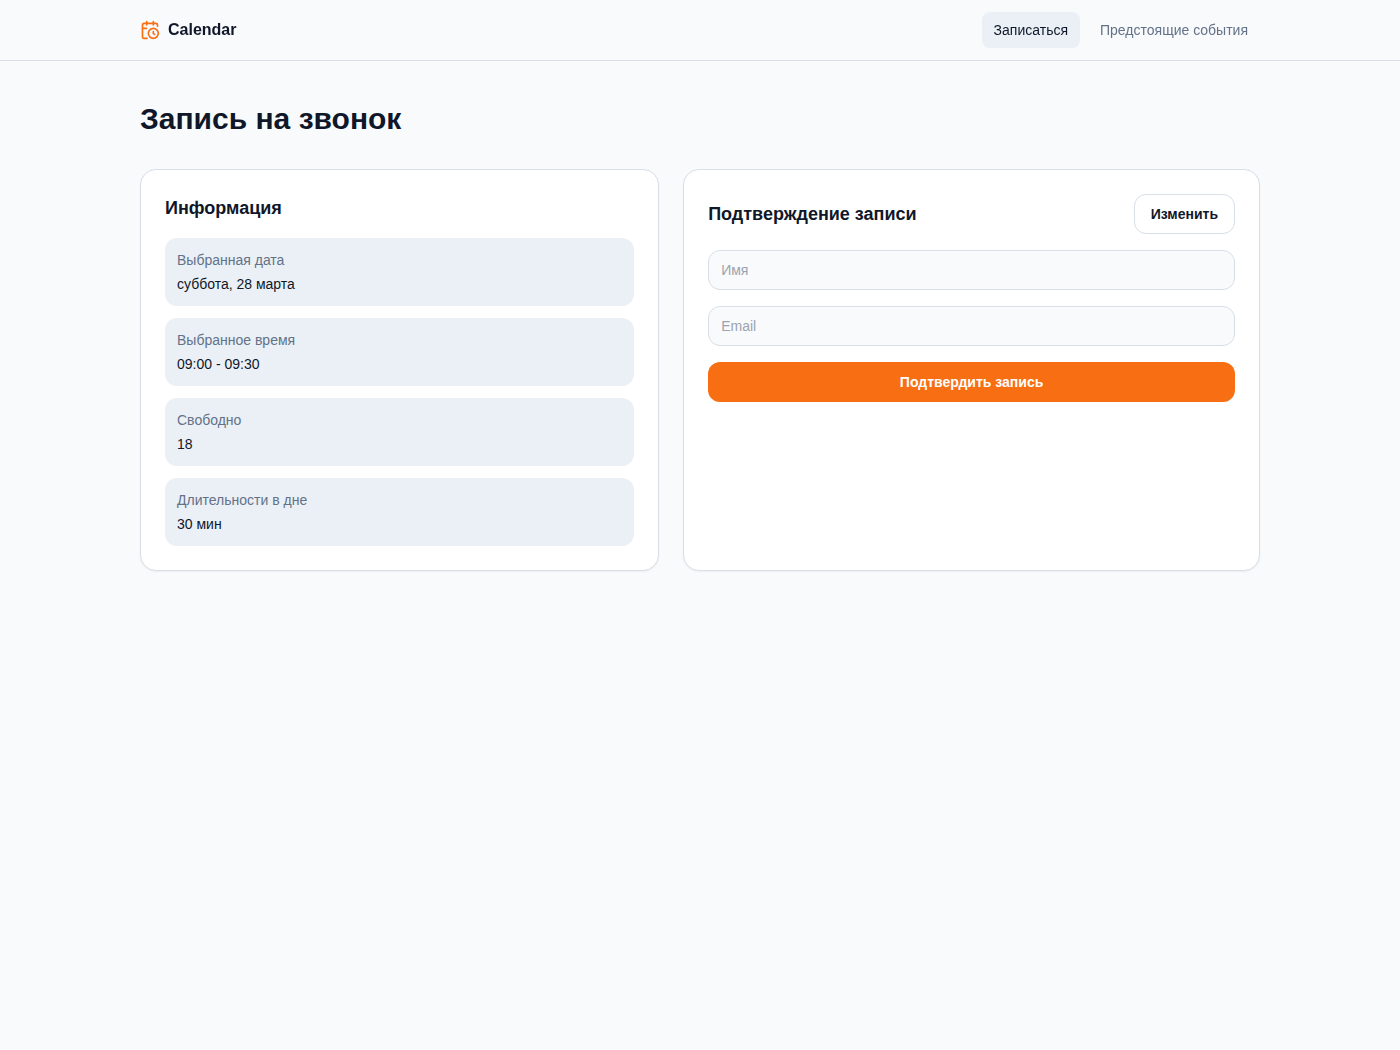 Calendar
Записаться
Предстоящие события
Запись на звонок
Информация
Выбранная дата
суббота, 28 марта
Выбранное время
09:00 - 09:30
Свободно
18
Длительности в дне
30 мин
Подтверждение записи
Изменить
Имя
Email
Подтвердить запись